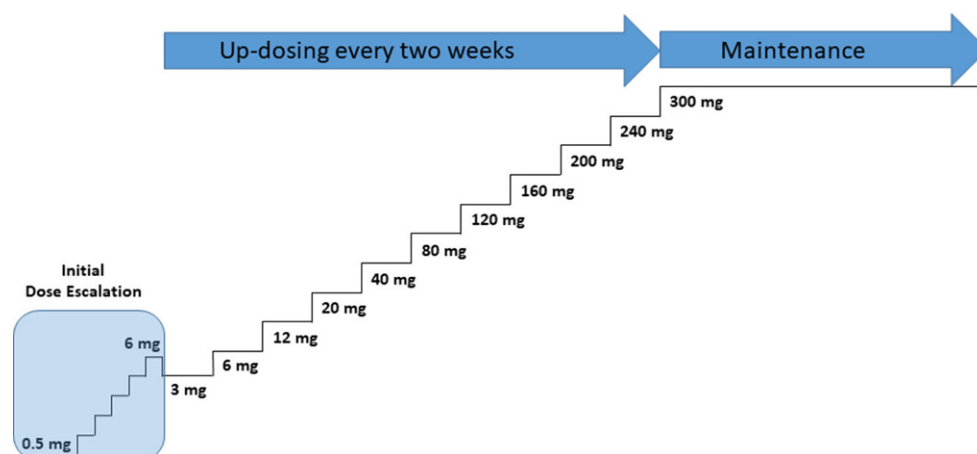 Up-dosing every two weeks
Maintenance
300 mg
240 mg
200 mg
160 mg
120 mg
80 mg
40 mg
20 mg
12 mg
6 mg
3 mg
Initial
Dose Escalation
6 mg
0.5 mg